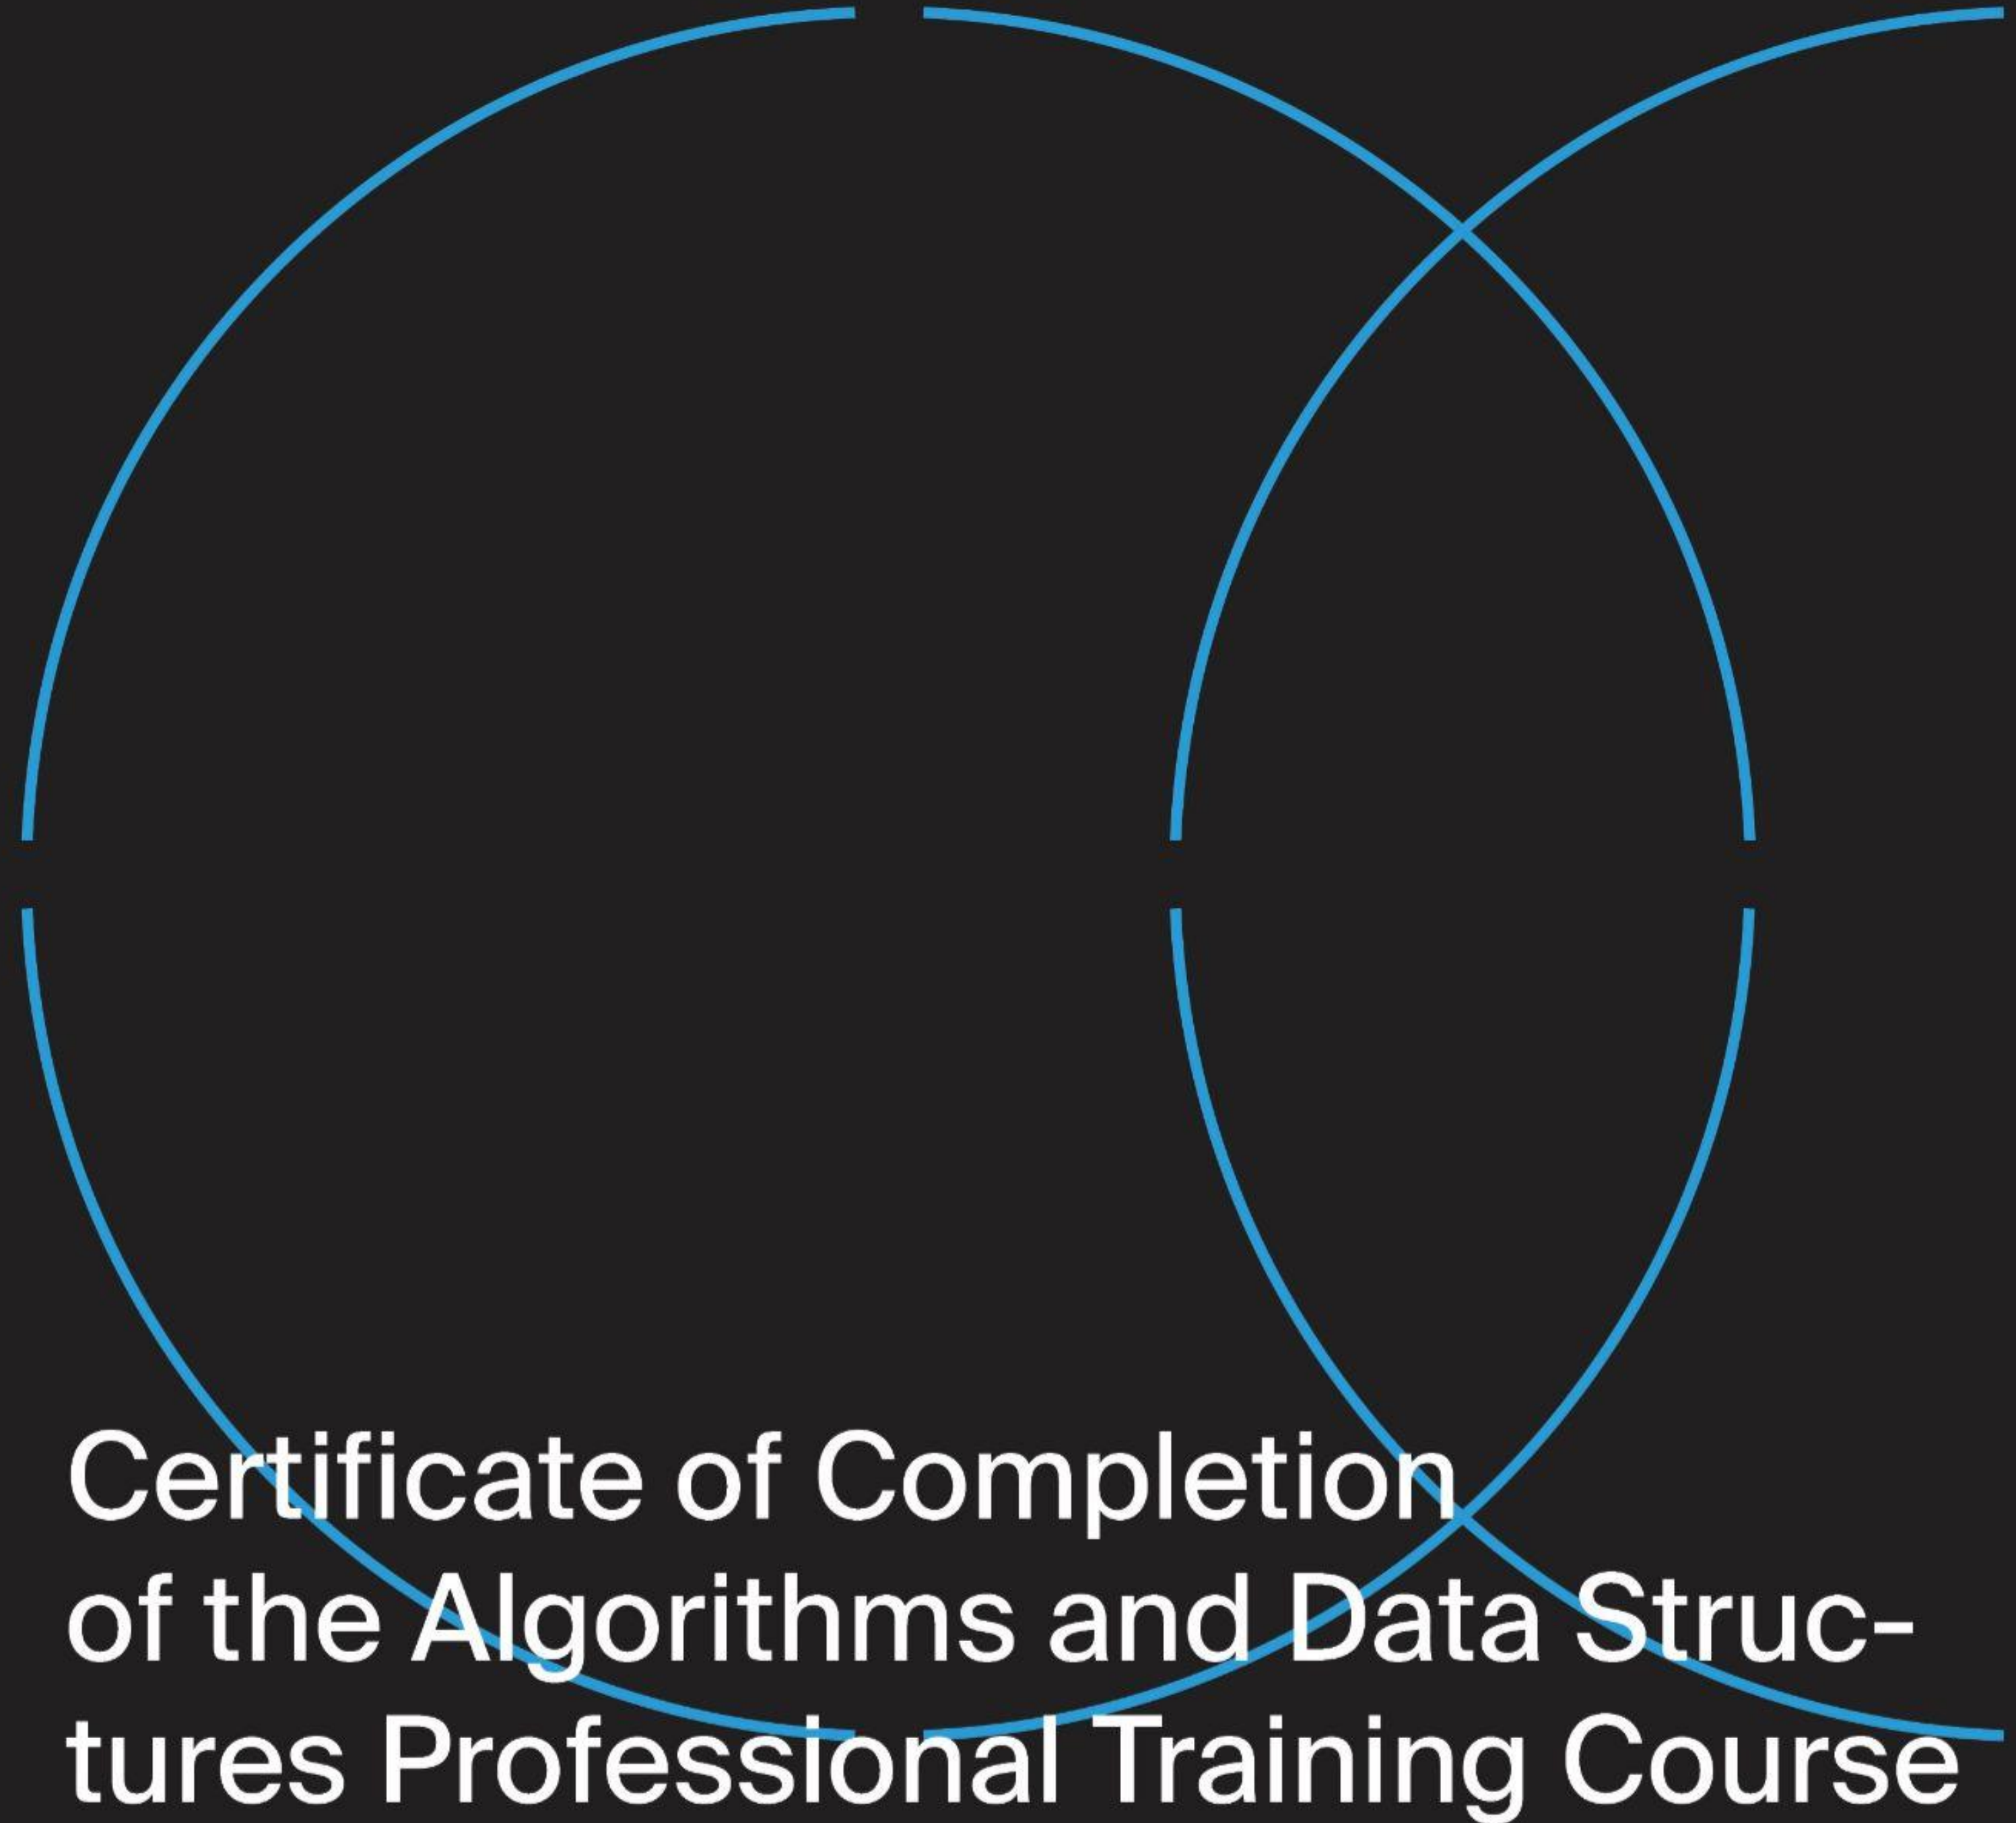 Certificate of Completion
of the Algorithms and Data Struc-
tures Professional Training Course